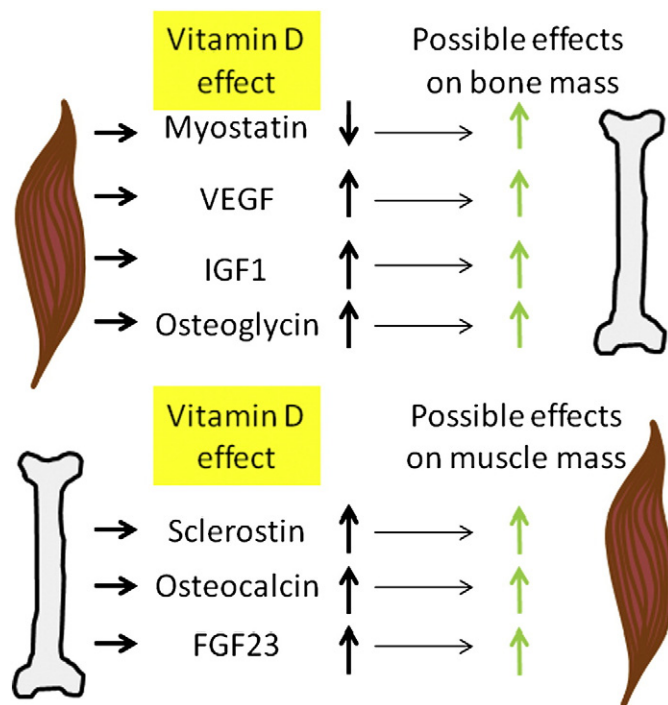 Vitamin D
effect
Possible effects
on bone mass
Myostatin
VEGF
IGF1
Osteoglycin
Vitamin D
effect
Possible effects
on muscle mass
Sclerostin
Osteocalcin
FGF23